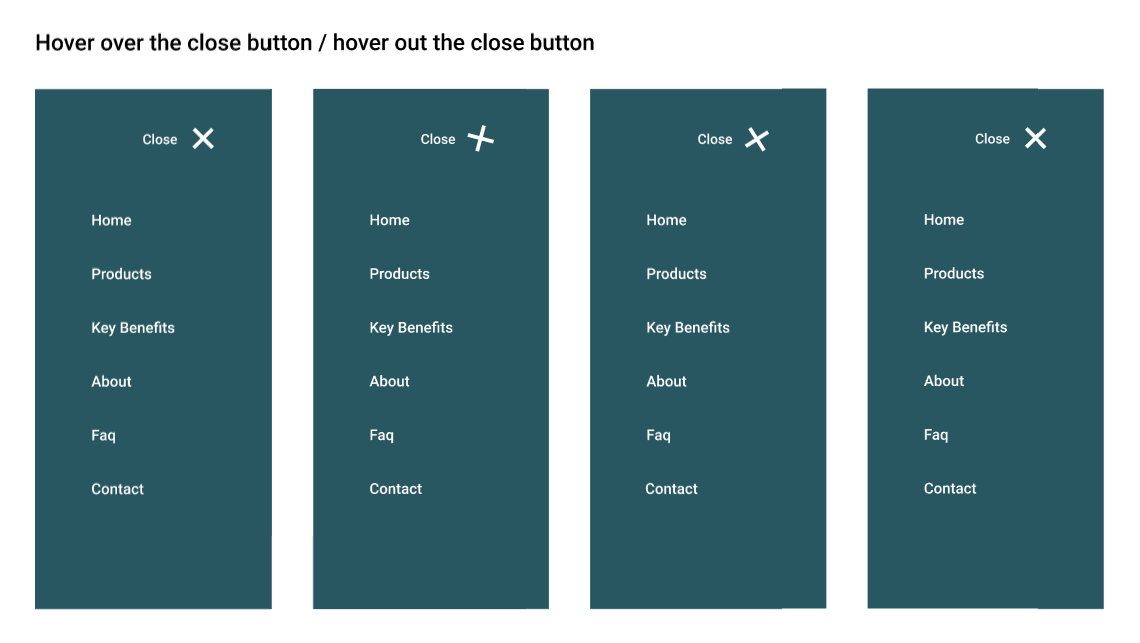 Hover over the close button / hover out the close button
Close
Home
Products
Key Benefits
About
Faq
Contact
Close
Home
Products
Key Benefits
About
Faq
Contact
Close
Home
Products
Key Benefits
About
Faq
Contact
Close
Home
Products
Key Benefits
About
Faq
Contact